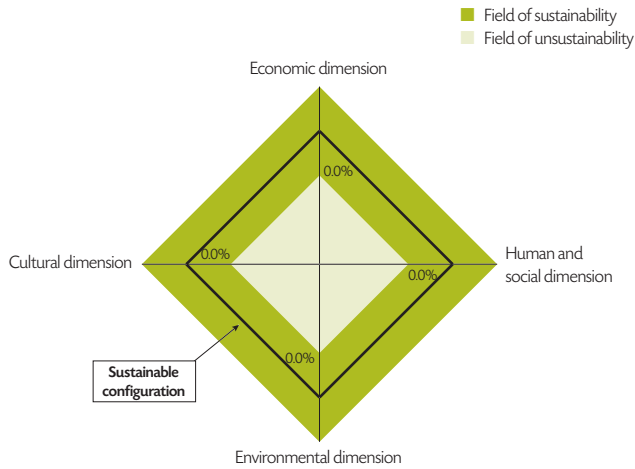 Field of sustainability
Field of unsustainability
Economic dimension
0.0%
Cultural dimension
0.0%
0.0%
Human and
social dimension
0.0%
Sustainable
configuration
Environmental dimension